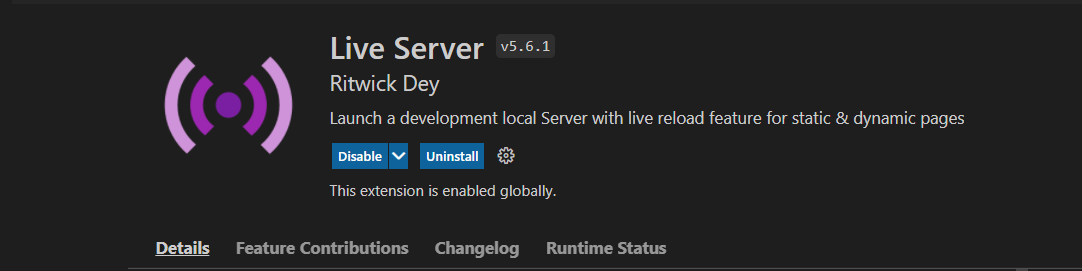 Live Server v5.6.1
Ritwick Dey
Launch a development local Server with live reload feature for static & dynamic pages
Disable Uninstall
This extension is enabled globally.
Details Feature Contributions Changelog Runtime Status